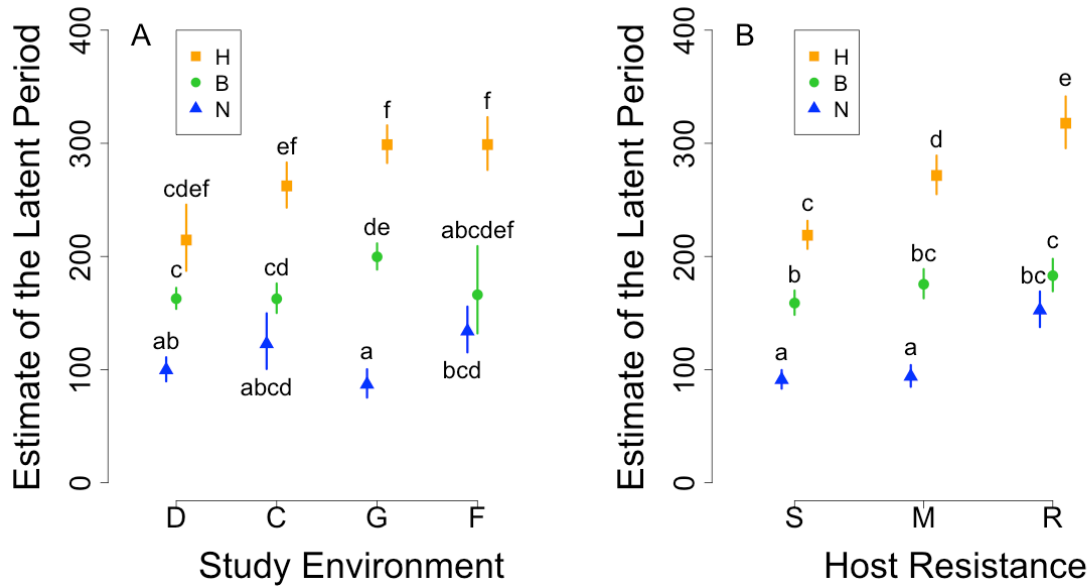 A
H
B
N
Estimate of the Latent Period
400
300
200
100
0
cdef
ef
f
f
c
cd
de
abcdef
ab
abcd
a
bcd
D
C
G
F
Study Environment
B
H
B
N
Estimate of the Latent Period
400
300
200
100
0
e
d
c
b
bc
c
bc
a
a
S
M
R
Host Resistance